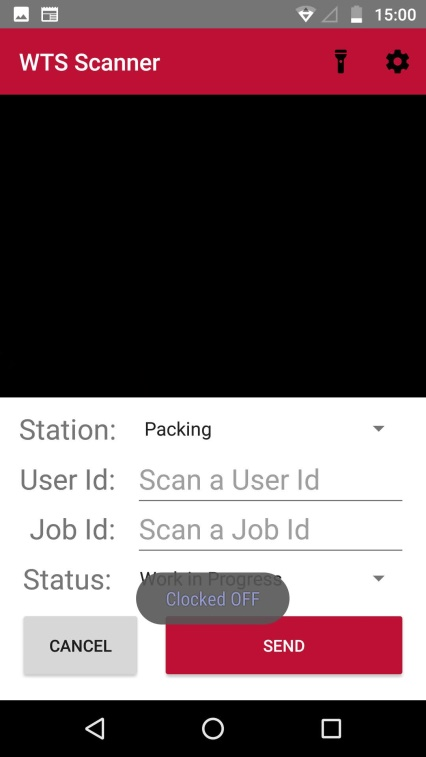 15:00
WTS Scanner
Station: Packing
User Id: Scan a User Id
Job Id: Scan a Job Id
Status: Work in Progress
Clocked OFF
CANCEL SEND